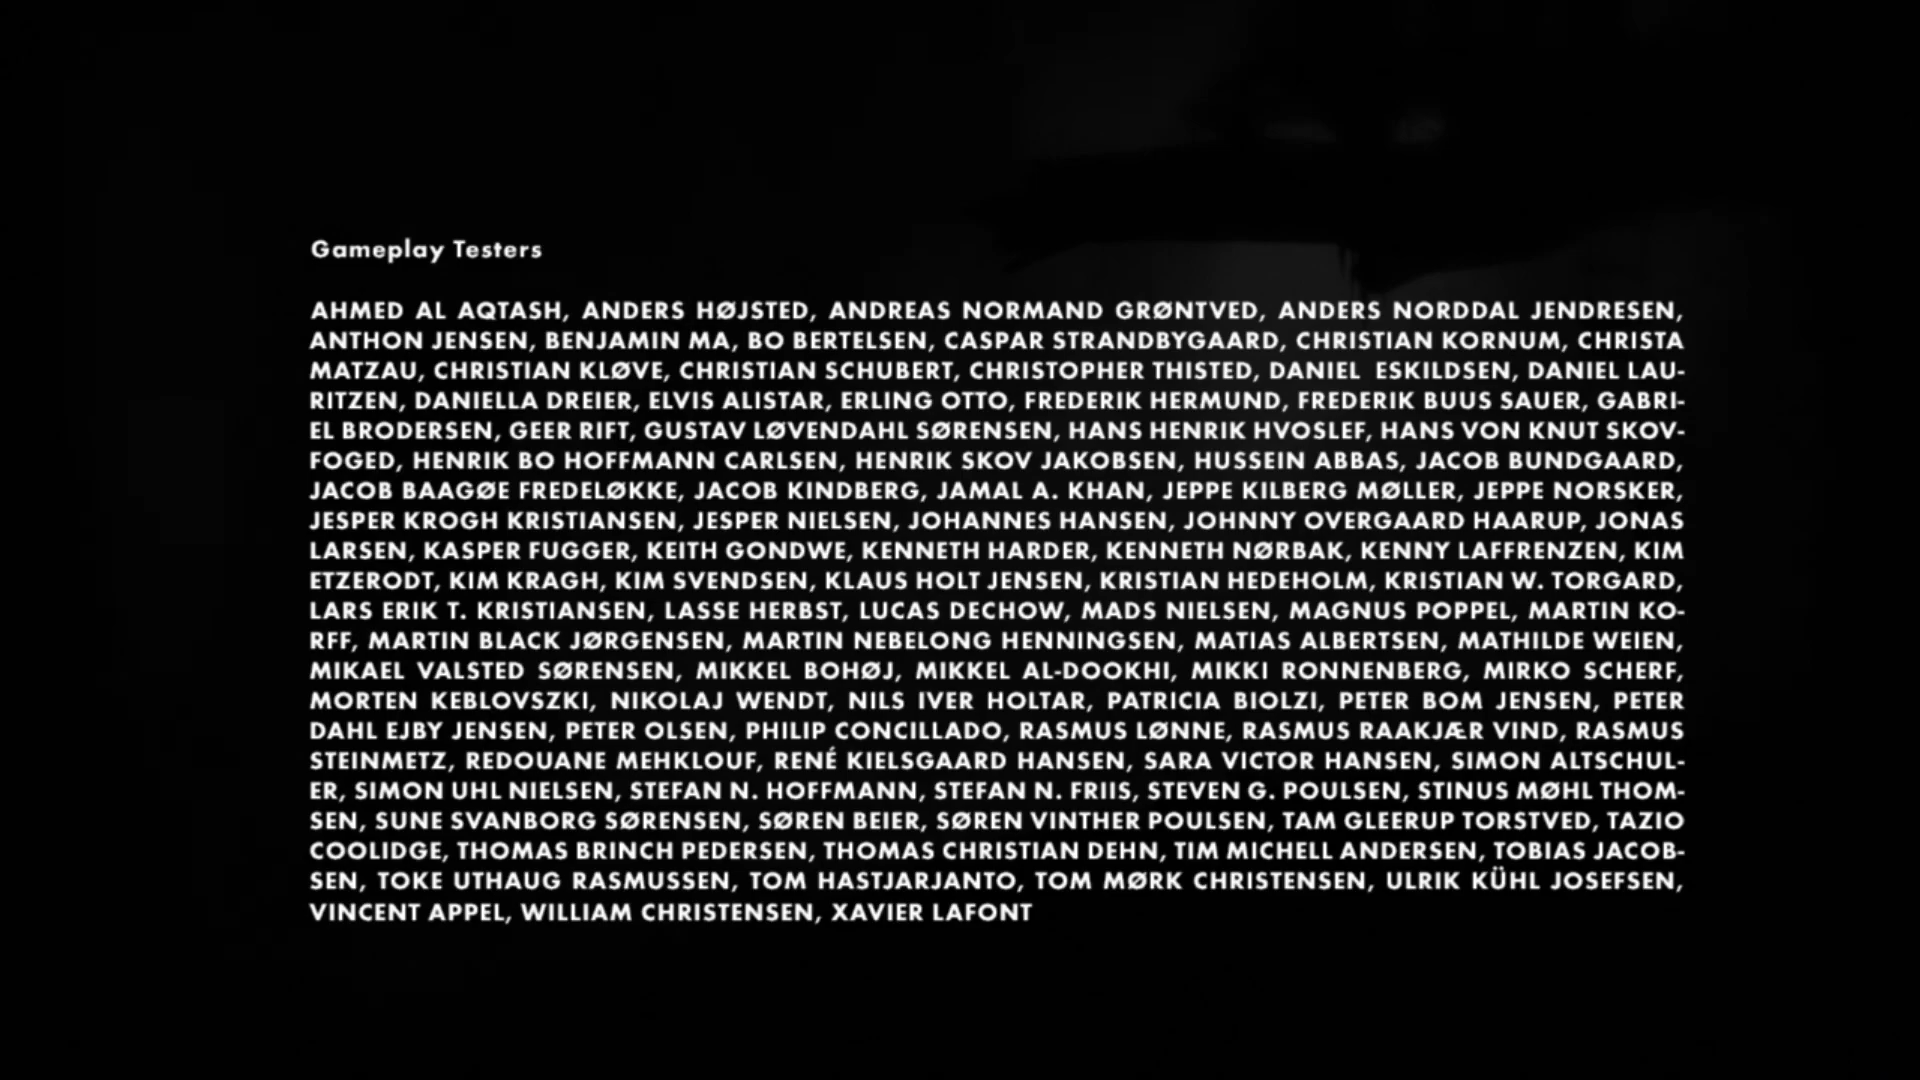 Gameplay Testers
AHMED AL AQTASH, ANDERS HØJSTED, ANDREAS NORMAND GRØNTVED, ANDERS NORDDAL JENDRESEN,
ANTHON JENSEN, BENJAMIN MA, BO BERTELSEN, CASPAR STRANDBYGAARD, CHRISTIAN KORNUM, CHRISTA
MATZAU, CHRISTIAN KLØVE, CHRISTIAN SCHUBERT, CHRISTOPHER THISTED, DANIEL ESKILDSEN, DANIEL LAU-
RITZEN, DANIELLA DREIER, ELVIS ALISTAR, ERLING OTTO, FREDERIK HERMUND, FREDERIK BUUS SAUER, GABRI-
EL BRODERSEN, GEER RIFT, GUSTAV LØVENDAHL SØRENSEN, HANS HENRIK HVOSLEF, HANS VON KNUT SKOV-
FOGED, HENRIK BO HOFFMANN CARLSEN, HENRIK SKOV JAKOBSEN, HUSSEIN ABBAS, JACOB BUNDGAARD,
JACOB BAAGØE FREDELØKKE, JACOB KINDBERG, JAMAL A. KHAN, JEPPE KILBERG MØLLER, JEPPE NORSKER,
JESPER KROGH KRISTIANSEN, JESPER NIELSEN, JOHANNES HANSEN, JOHNNY OVERGAARD HAARUP, JONAS
LARSEN, KASPER FUGGER, KEITH GONDWE, KENNETH HARDER, KENNETH NØRBAK, KENNY LAFFRENZEN, KIM
ETZERODT, KIM KRAGH, KIM SVENDSEN, KLAUS HOLT JENSEN, KRISTIAN HEDEHOLM, KRISTIAN W. TORGARD,
LARS ERIK T. KRISTIANSEN, LASSE HERBST, LUCAS DECHOW, MADS NIELSEN, MAGNUS POPPEL, MARTIN KO-
RFF, MARTIN BLACK JØRGENSEN, MARTIN NEBELONG HENNINGSEN, MATIAS ALBERTSEN, MATHILDE WEIEN,
MIKAEL VALSTED SØRENSEN, MIKKEL BOHØJ, MIKKEL AL-DOOKHI, MIKKI RONNENBERG, MIRKO SCHERF,
MORTEN KEBLOVSZKI, NIKOLAJ WENDT, NILS IVER HOLTAR, PATRICIA BIOLZI, PETER BOM JENSEN, PETER
DAHL EJBY JENSEN, PETER OLSEN, PHILIP CONCILLADO, RASMUS LØNNE, RASMUS RAAKJÆR VIND, RASMUS
STEINMETZ, REDOUANE MEHKLOUF, RENÉ KIELSGAARD HANSEN, SARA VICTOR HANSEN, SIMON ALTSCHUL-
ER, SIMON UHL NIELSEN, STEFAN N. HOFFMANN, STEFAN N. FRIIS, STEVEN G. POULSEN, STINUS MØHL THOM-
SEN, SUNE SVANBORG SØRENSEN, SØREN BEIER, SØREN VINTHER POULSEN, TAM GLEERUP TORSTVED, TAZIO
COOLIDGE, THOMAS BRINCH PEDERSEN, THOMAS CHRISTIAN DEHN, TIM MICHELL ANDERSEN, TOBIAS JACOB-
SEN, TOKE UTHAUG RASMUSSEN, TOM HASTJARJANTO, TOM MØRK CHRISTENSEN, ULRIK KÜHL JOSEFSEN,
VINCENT APPEL, WILLIAM CHRISTENSEN, XAVIER LAFONT